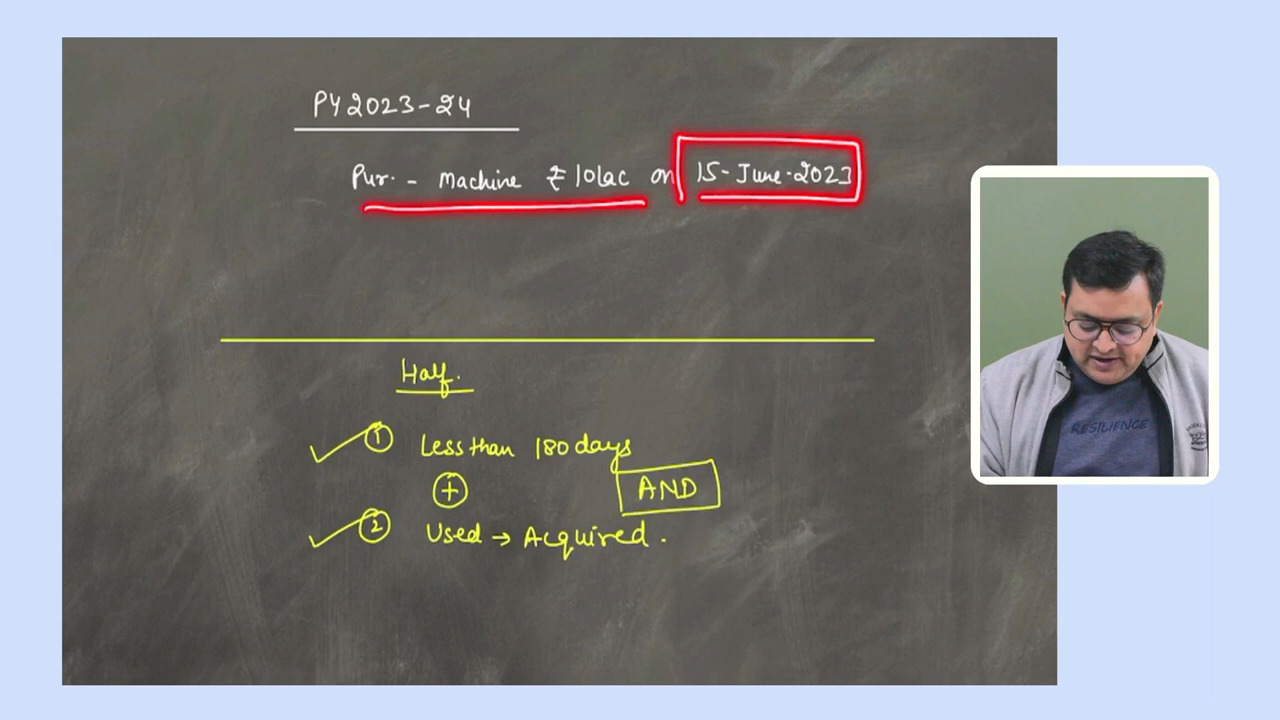 PY 2023-24
Pur. - Machine ₹ 10lac on 15-June-2023
Half.
① Less than 180 days
+ AND
② Used → Acquired.
RESILIENCE